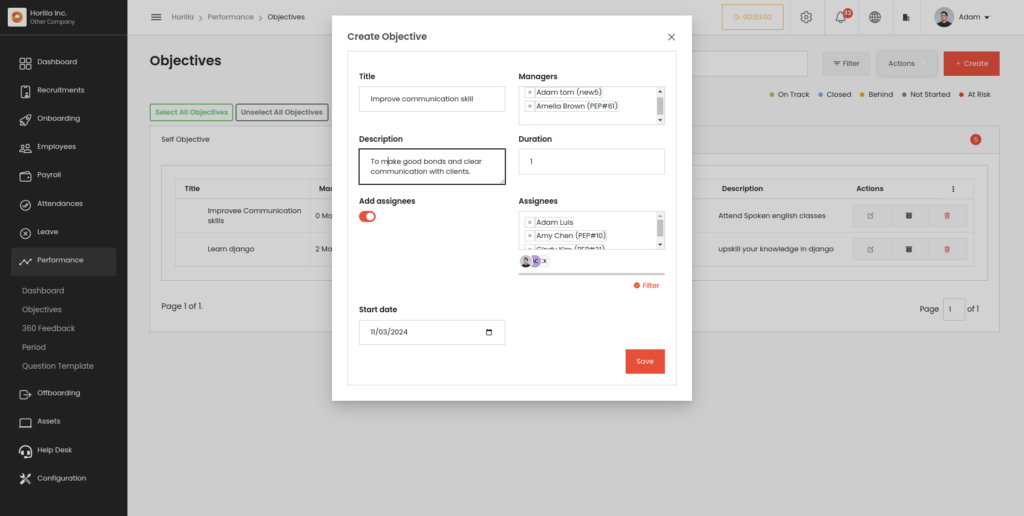 Horilla Inc.
Other Company
Dashboard
Recruitments
Onboarding
Employees
Payroll
Attendances
Leave
Performance
Dashboard
Objectives
360 Feedback
Period
Question Template
Offboarding
Assets
Help Desk
Configuration
Horilla > Performance > Objectives
00:03:02
33
Adam
Objectives
Filter
Actions
+ Create
On Track
Closed
Behind
Not Started
At Risk
Select All Objectives
Unselect All Objectives
Self Objective
5
Title
Description
Actions
Improvee Communication
skills
0
Attend Spoken english classes
Learn django
2
upskill your knowledge in django
Page 1 of 1.
Page 1 of 1
Create Objective
Title
Improve communication skill
Managers
× Adam tom (new5)
× Amelia Brown (PEP#61)
Description
To make good bonds and clear
communication with clients.
Duration
1
Add assignees
Assignees
× Adam Luis
× Amy Chen (PEP#10)
× Cindy Kim (PEP#21)
Filter
Start date
11/03/2024
Save